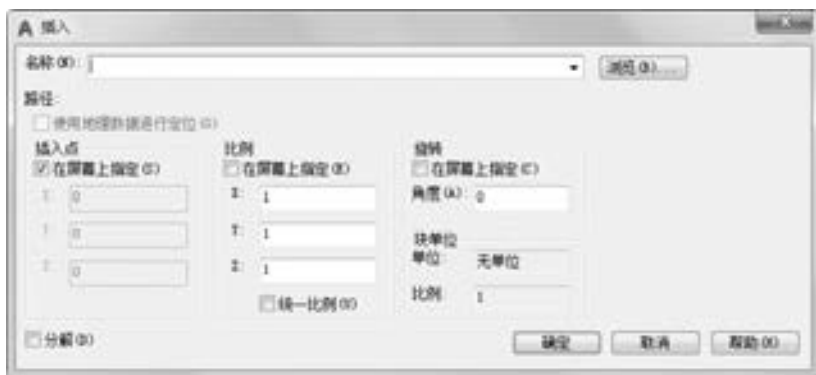 A 插入
名称(N): 浏览(B)...
路径:
使用地理数据进行定位(G)
插入点 比例 旋转
在屏幕上指定(S) 在屏幕上指定(E) 在屏幕上指定(C)
X: 0 X: 1 角度(A): 0
Y: 0 Y: 1 块单位
Z: 0 Z: 1 单位: 无单位
统一比例(U) 比例: 1
分解(D) 确定 取消 帮助(H)